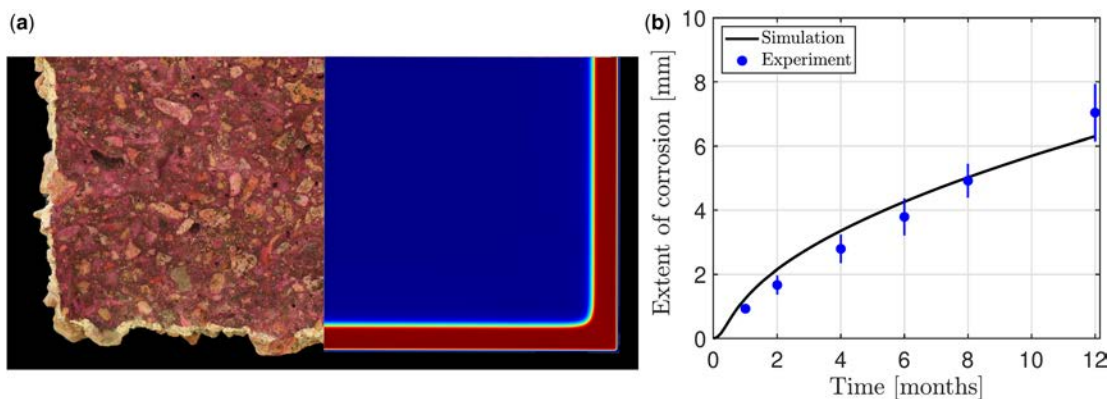 (a)
(b)
Simulation
Experiment
Extent of corrosion [mm]
10
8
6
4
2
0
0 2 4 6 8 10 12
Time [months]